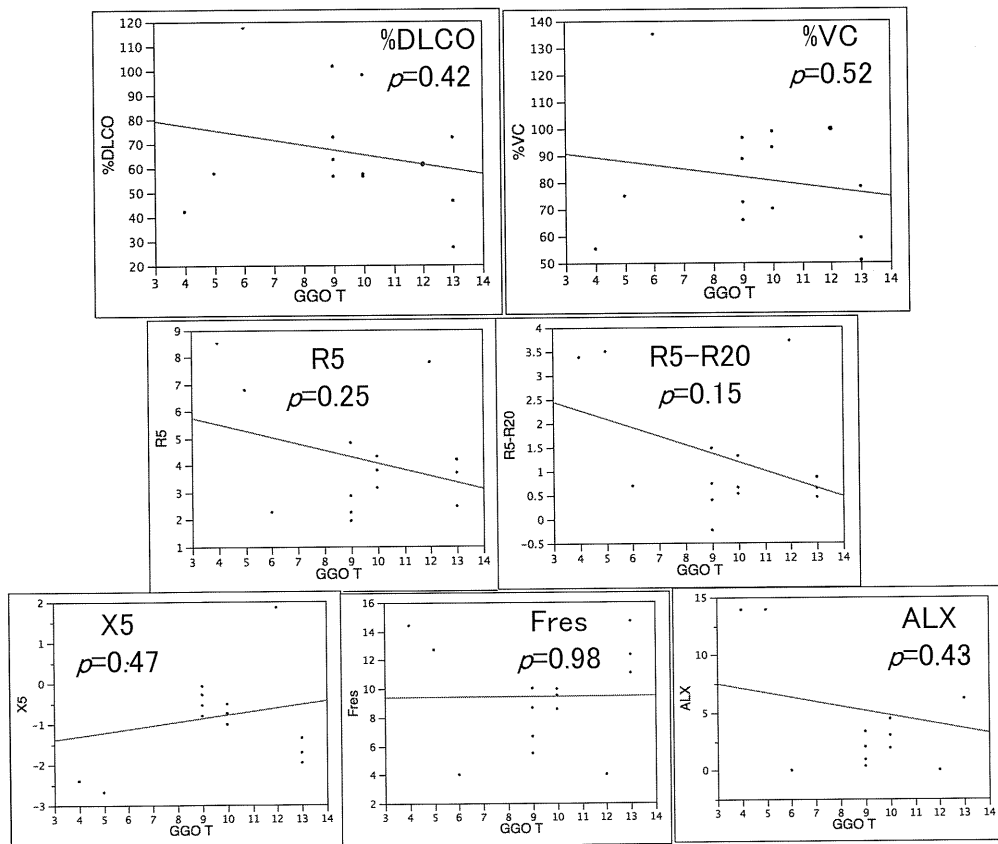 %DLCO
p=0.42
120
110
100
90
80
70
60
50
40
30
20
%DLCO
3 4 5 6 7 8 9 10 11 12 13 14
GGO T
%VC
p=0.52
140
130
120
110
100
90
80
70
60
50
%VC
3 4 5 6 7 8 9 10 11 12 13 14
GGO T
R5
p=0.25
9
8
7
6
5
4
3
2
1
R5
3 4 5 6 7 8 9 10 11 12 13 14
GGO T
R5-R20
p=0.15
4
3.5
3
2.5
2
1.5
1
0.5
0
-0.5
R5-R20
3 4 5 6 7 8 9 10 11 12 13 14
GGO T
X5
p=0.47
2
1
0
-1
-2
-3
X5
3 4 5 6 7 8 9 10 11 12 13 14
GGO T
Fres
p=0.98
16
14
12
10
8
6
4
2
Fres
3 4 5 6 7 8 9 10 11 12 13 14
GGO T
ALX
p=0.43
15
10
5
0
ALX
3 4 5 6 7 8 9 10 11 12 13 14
GGO T